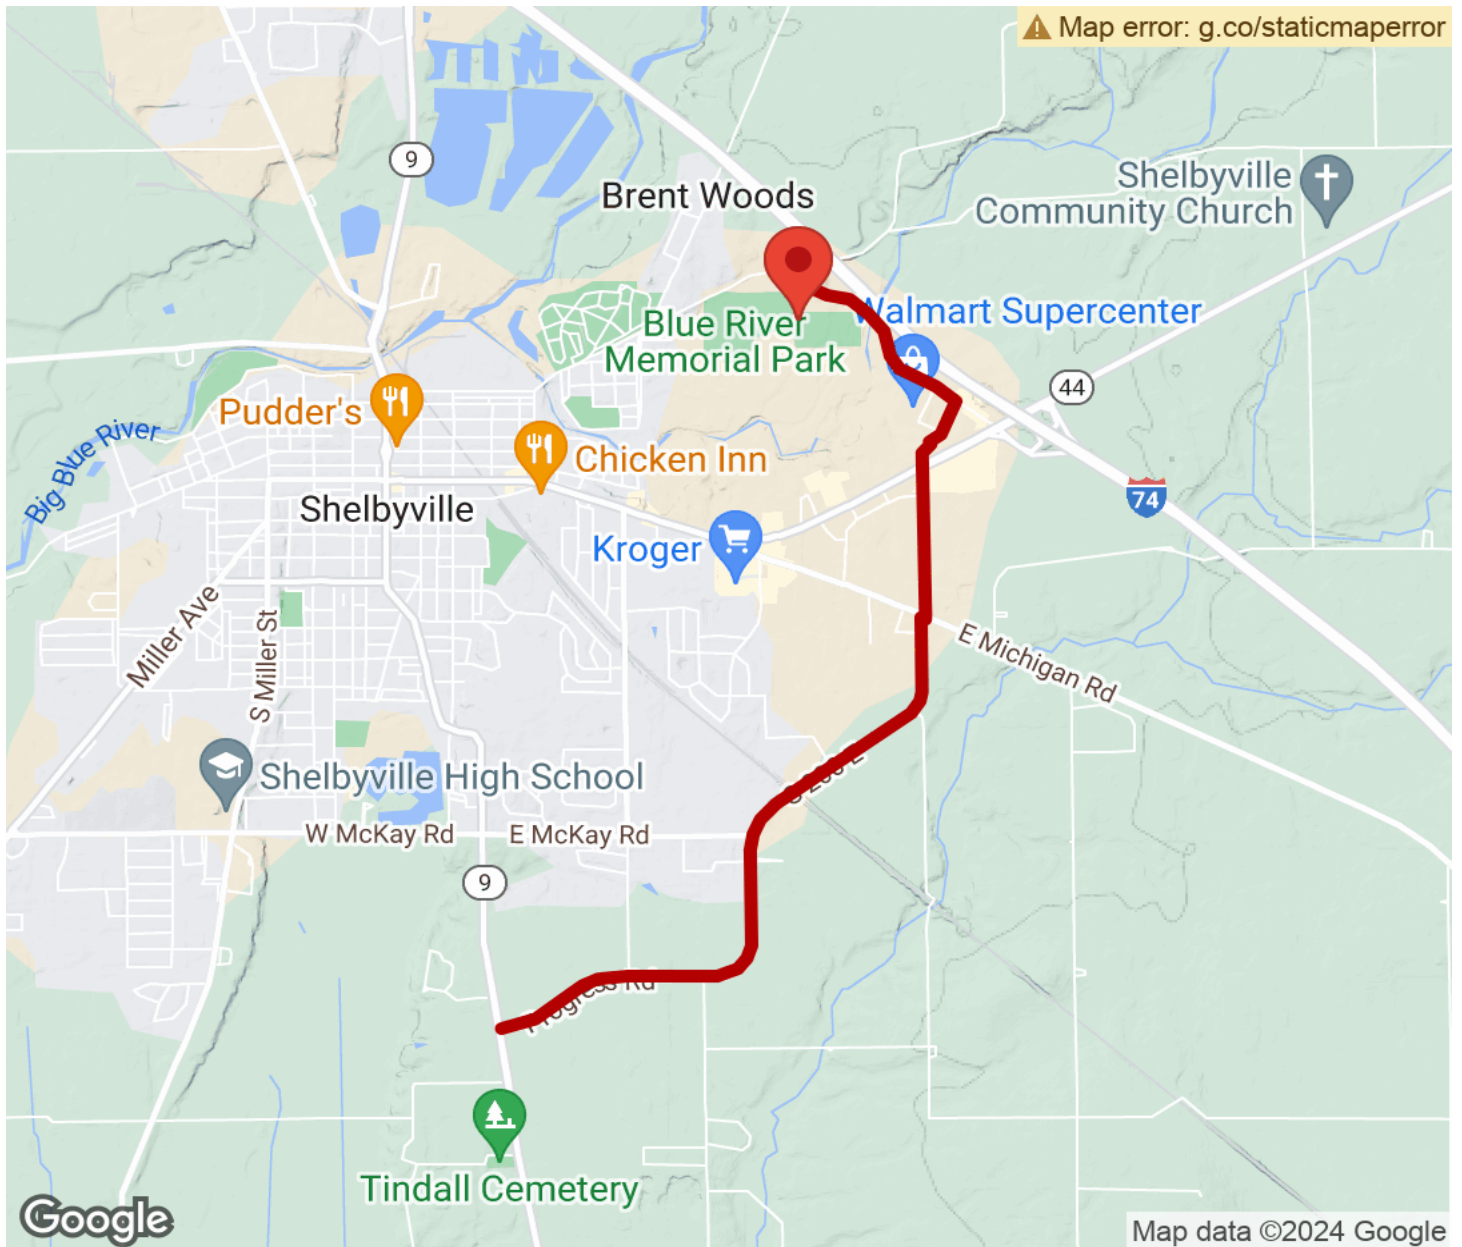 Map error: g.co/staticmaperror
9
Shelbyville
Community Church
Brent Woods
Walmart Supercenter
Blue River
Memorial Park
44
Pudder's
Big Blue River
Chicken Inn
74
Shelbyville
Kroger
Miller Ave
S Miller St
E Michigan Rd
Shelbyville High School
W McKay Rd
E McKay Rd
9
Progress Rd
Tindall Cemetery
Google
Map data ©2024 Google